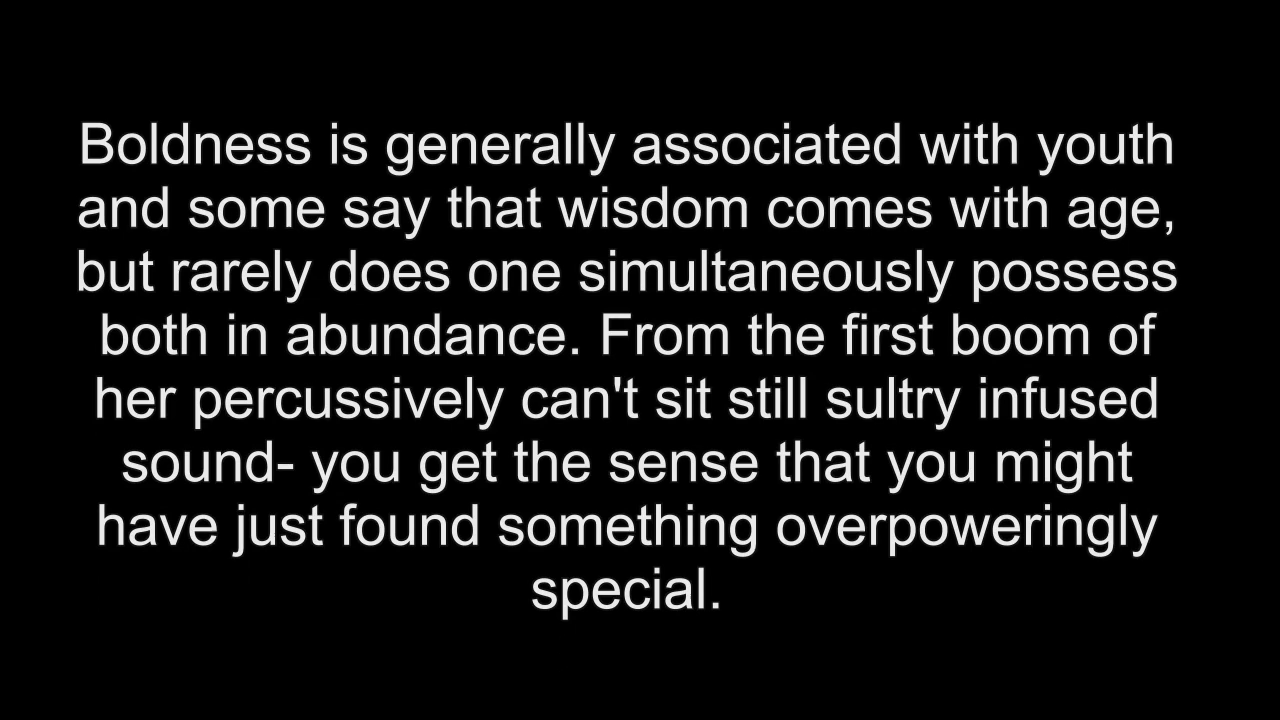 Boldness is generally associated with youth
and some say that wisdom comes with age,
but rarely does one simultaneously possess
both in abundance. From the first boom of
her percussively can't sit still sultry infused
sound- you get the sense that you might
have just found something overpoweringly
special.